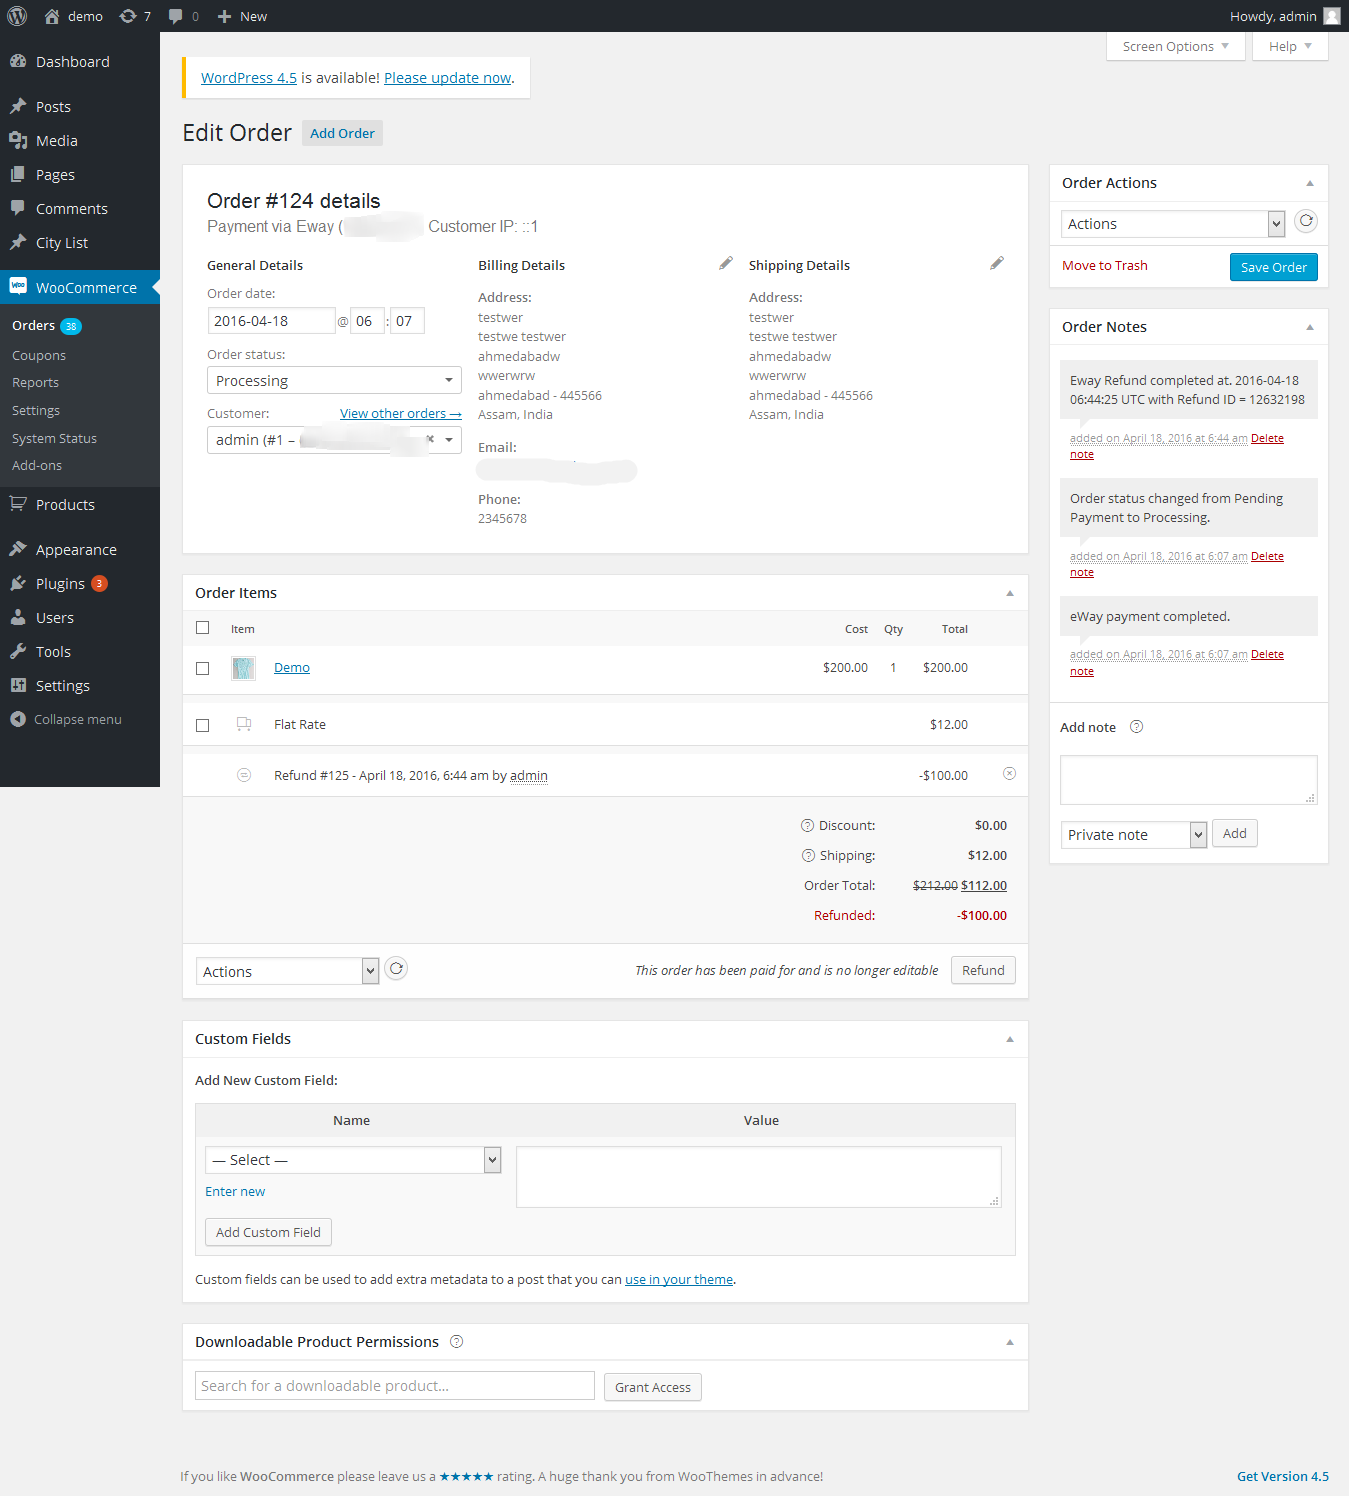 demo 7 0 New Howdy, admin
Screen Options Help
Dashboard
Posts
Media
Pages
Comments
City List
WooCommerce
Orders 38
Coupons
Reports
Settings
System Status
Add-ons
Products
Appearance
Plugins 3
Users
Tools
Settings
Collapse menu
WordPress 4.5 is available! Please update now.
Edit Order Add Order
Order #124 details
Payment via Eway ( Customer IP: ::1
General Details
Order date:
2016-04-18 @ 06 : 07
Order status:
Processing
Customer: View other orders →
admin (#1 –
Billing Details
Address:
testwer
testwe testwer
ahmedabadw
wwerwrw
ahmedabad - 445566
Assam, India
Email:
Phone:
2345678
Shipping Details
Address:
testwer
testwe testwer
ahmedabadw
wwerwrw
ahmedabad - 445566
Assam, India
Order Items
Item Cost Qty Total
Demo $200.00 1 $200.00
Flat Rate $12.00
Refund #125 - April 18, 2016, 6:44 am by admin -$100.00
Discount: $0.00
Shipping: $12.00
Order Total: $212.00 $112.00
Refunded: -$100.00
Actions This order has been paid for and is no longer editable Refund
Custom Fields
Add New Custom Field:
Name Value
— Select —
Enter new
Add Custom Field
Custom fields can be used to add extra metadata to a post that you can use in your theme.
Downloadable Product Permissions
Search for a downloadable product...
Grant Access
Order Actions
Actions
Move to Trash Save Order
Order Notes
Eway Refund completed at. 2016-04-18
06:44:25 UTC with Refund ID = 12632198
added on April 18, 2016 at 6:44 am Delete
note
Order status changed from Pending
Payment to Processing.
added on April 18, 2016 at 6:07 am Delete
note
eWay payment completed.
added on April 18, 2016 at 6:07 am Delete
note
Add note
Private note Add
If you like WooCommerce please leave us a ★★★★★ rating. A huge thank you from WooThemes in advance!
Get Version 4.5